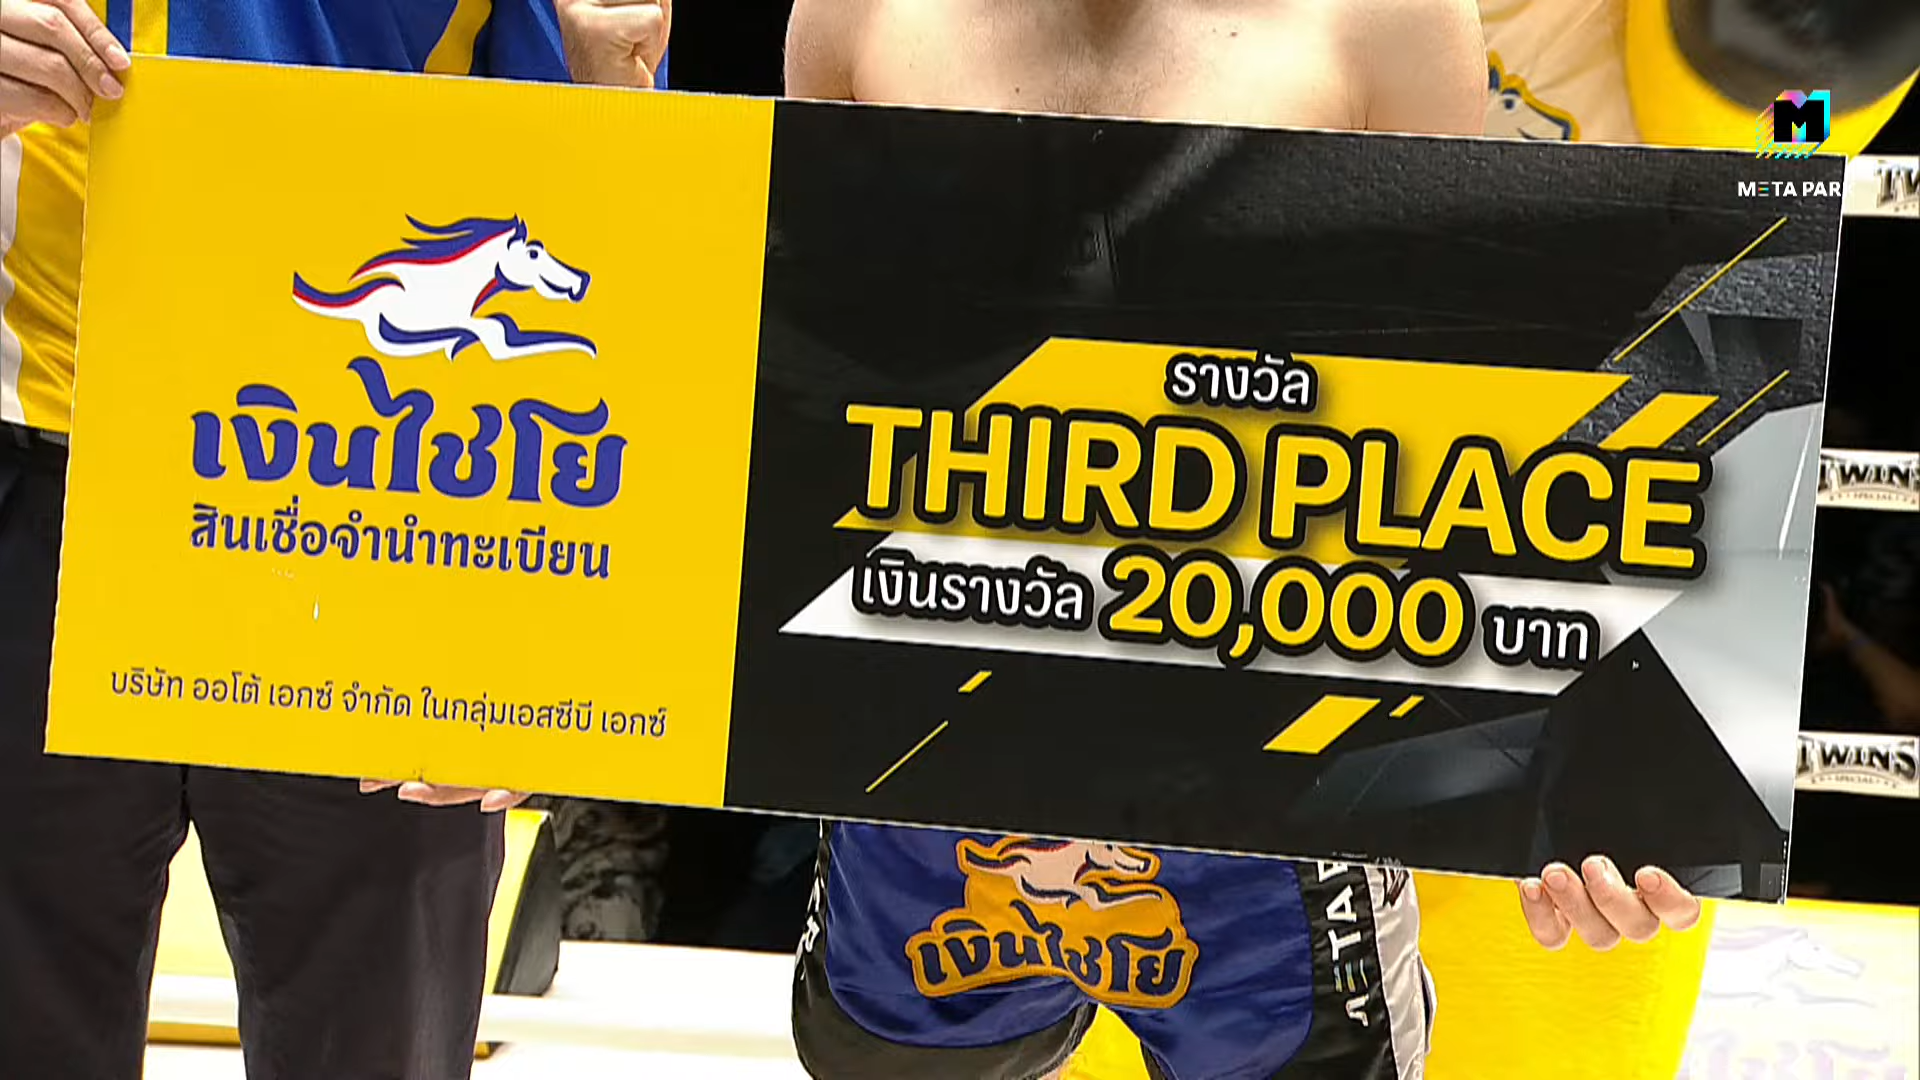 META PARK
เงินไชโย
สินเชื่อจำนำทะเบียน
บริษัท ออโต้ เอกซ์ จำกัด ในกลุ่มเอสซีบี เอกซ์
รางวัล
THIRD PLACE
เงินรางวัล 20,000 บาท
TWINS
SPECIAL
TWINS
SPECIAL
เงินไชโย